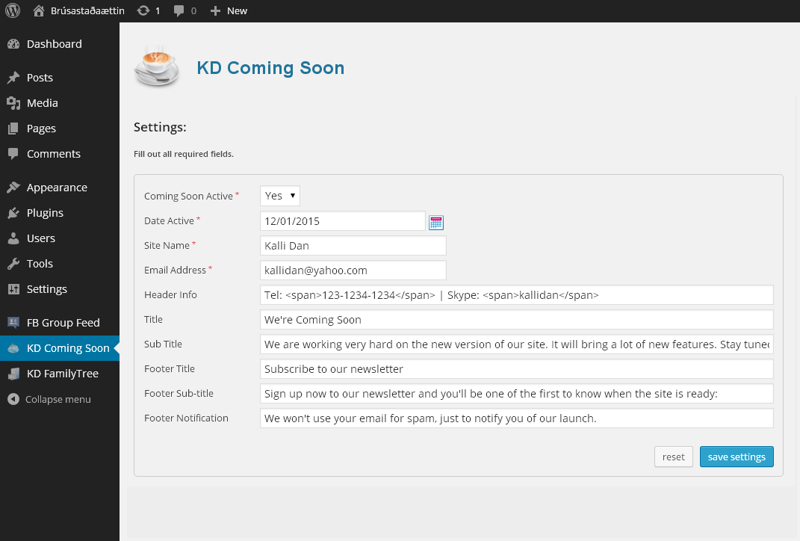 Brúsastaðaættin 1 0 New
Dashboard
Posts
Media
Pages
Comments
Appearance
Plugins
Users
Tools
Settings
FB Group Feed
KD Coming Soon
KD FamilyTree
Collapse menu
KD Coming Soon
Settings:
Fill out all required fields.
Coming Soon Active * Yes
Date Active * 12/01/2015
Site Name * Kalli Dan
Email Address * kallidan@yahoo.com
Header Info Tel: <span>123-1234-1234</span> | Skype: <span>kallidan</span>
Title We're Coming Soon
Sub Title We are working very hard on the new version of our site. It will bring a lot of new features. Stay tuned
Footer Title Subscribe to our newsletter
Footer Sub-title Sign up now to our newsletter and you'll be one of the first to know when the site is ready:
Footer Notification We won't use your email for spam, just to notify you of our launch.
reset save settings